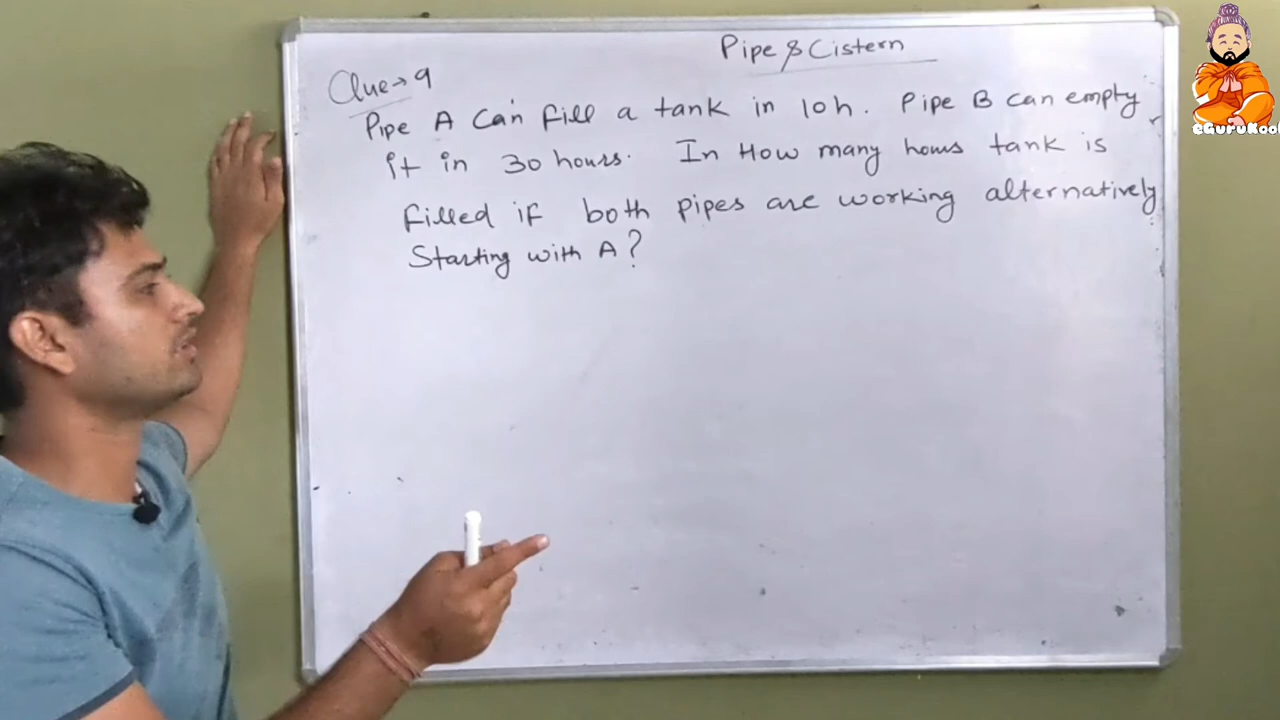 Pipe & Cistern
Clue → 9
Pipe A can fill a tank in 10h. Pipe B can empty
it in 30 hours. In How many hours tank is
filled if both pipes are working alternatively
Starting with A?
eGuruKool